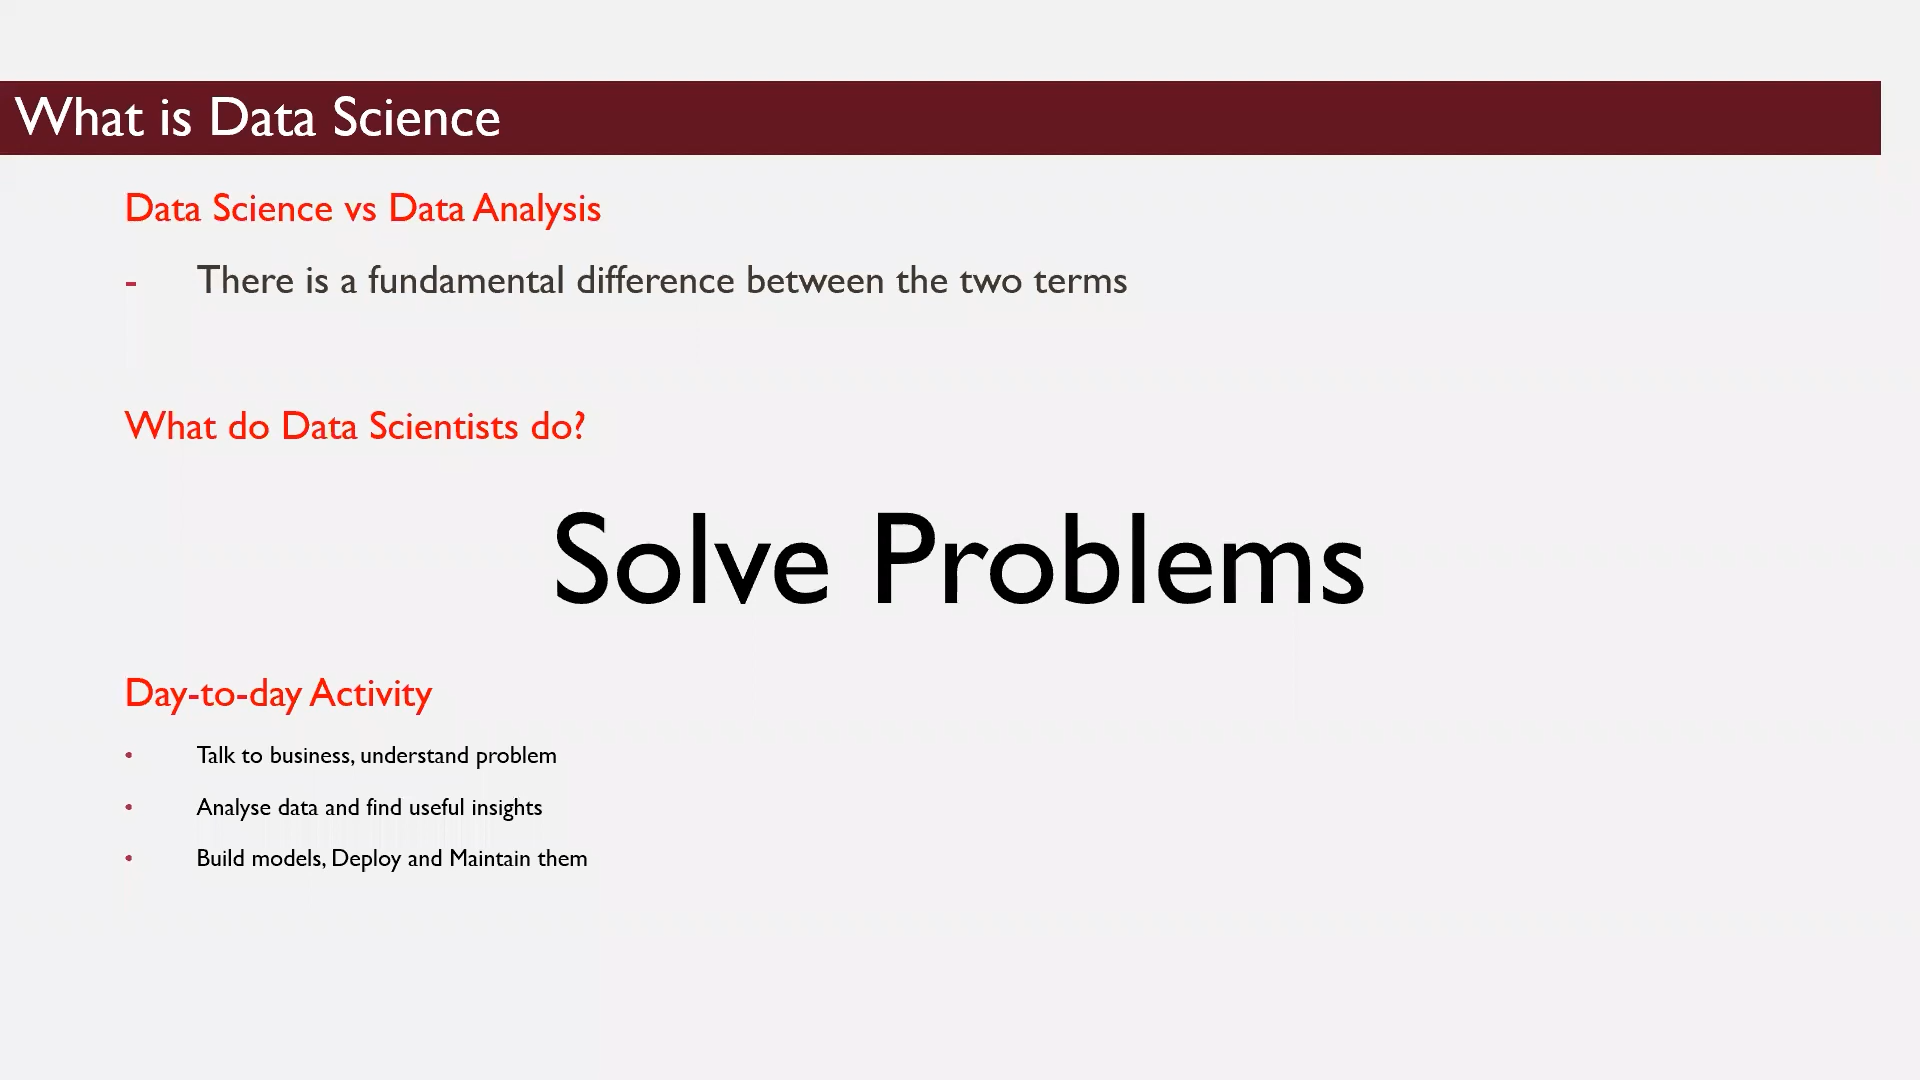 What is Data Science
Data Science vs Data Analysis
- There is a fundamental difference between the two terms
What do Data Scientists do?
Solve Problems
Day-to-day Activity
• Talk to business, understand problem
• Analyse data and find useful insights
• Build models, Deploy and Maintain them